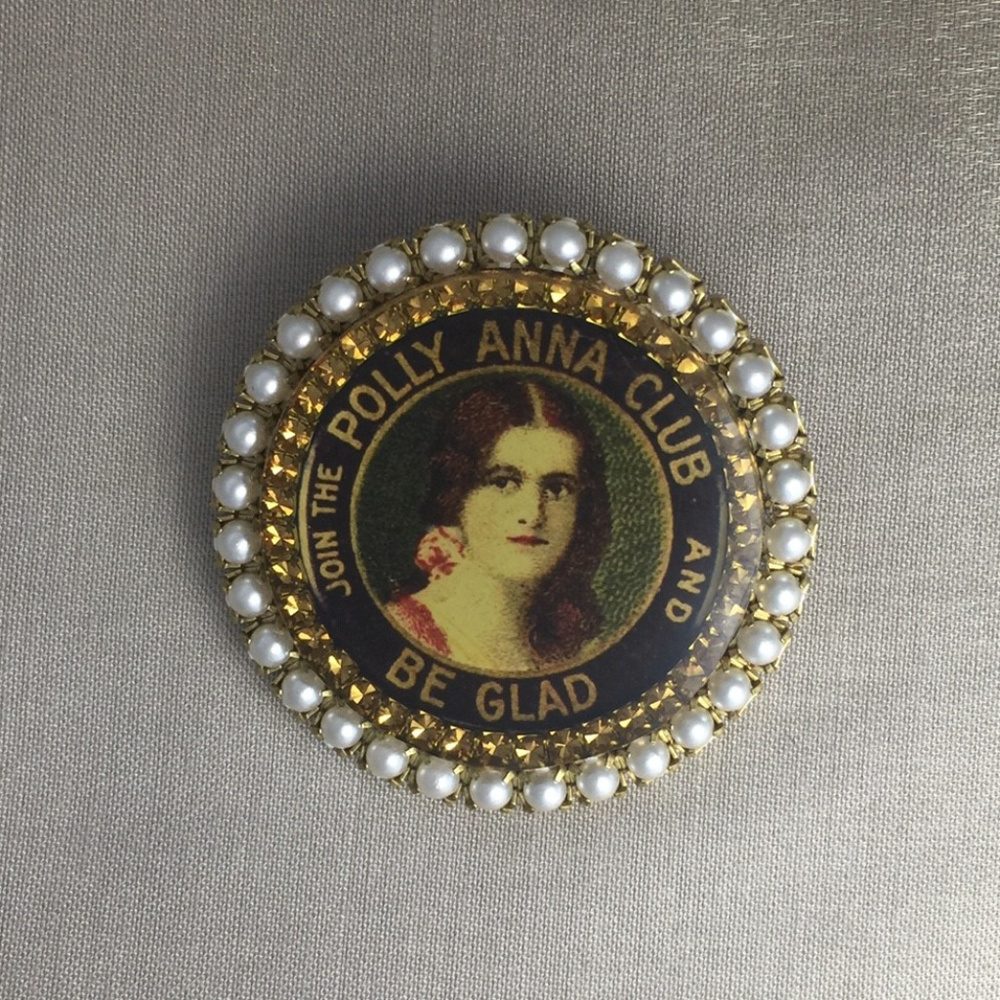 JOIN THE POLLY ANNA CLUB AND
BE GLAD